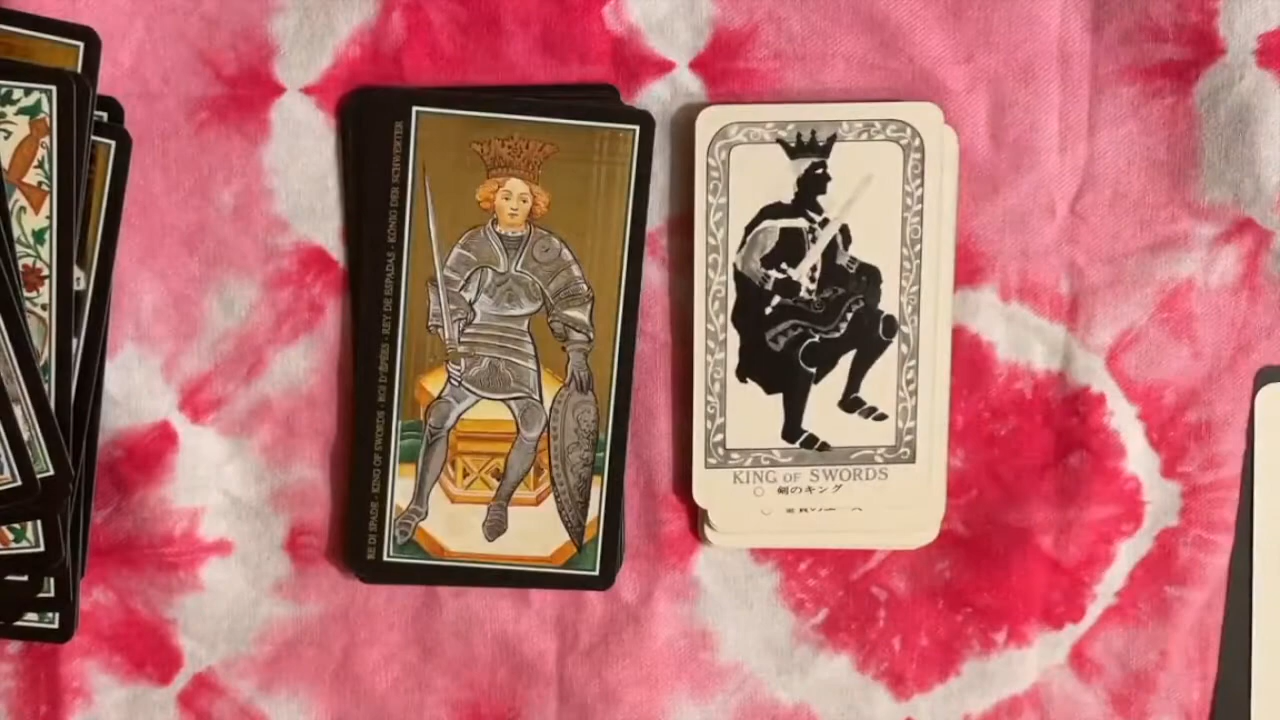 RE DI SPADE - KING OF SWORDS - ROI D'ÉPÉES - REY DE ESPADAS - KÖNIG DER SCHWERTER
KING OF SWORDS
剣のキング